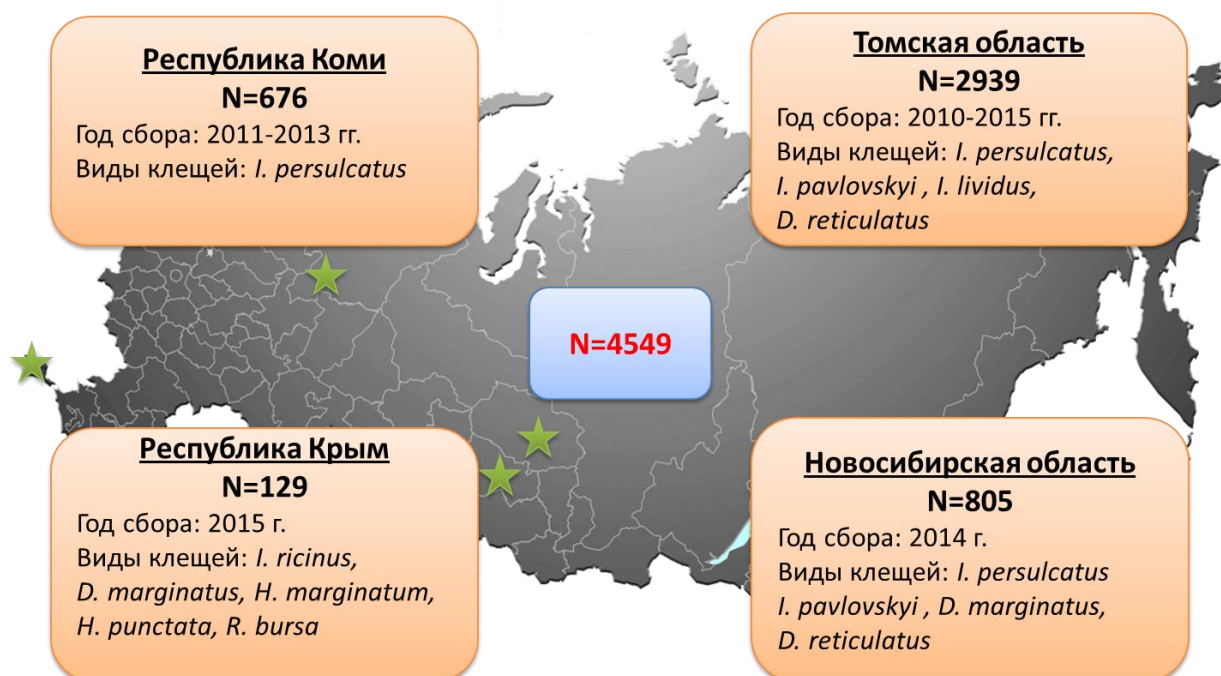 Республика Коми
N=676
Год сбора: 2011-2013 гг.
Виды клещей: I. persulcatus
Томская область
N=2939
Год сбора: 2010-2015 гг.
Виды клещей: I. persulcatus,
I. pavlovskyi , I. lividus,
D. reticulatus
N=4549
Республика Крым
N=129
Год сбора: 2015 г.
Виды клещей: I. ricinus,
D. marginatus, H. marginatum,
H. punctata, R. bursa
Новосибирская область
N=805
Год сбора: 2014 г.
Виды клещей: I. persulcatus
I. pavlovskyi , D. marginatus,
D. reticulatus